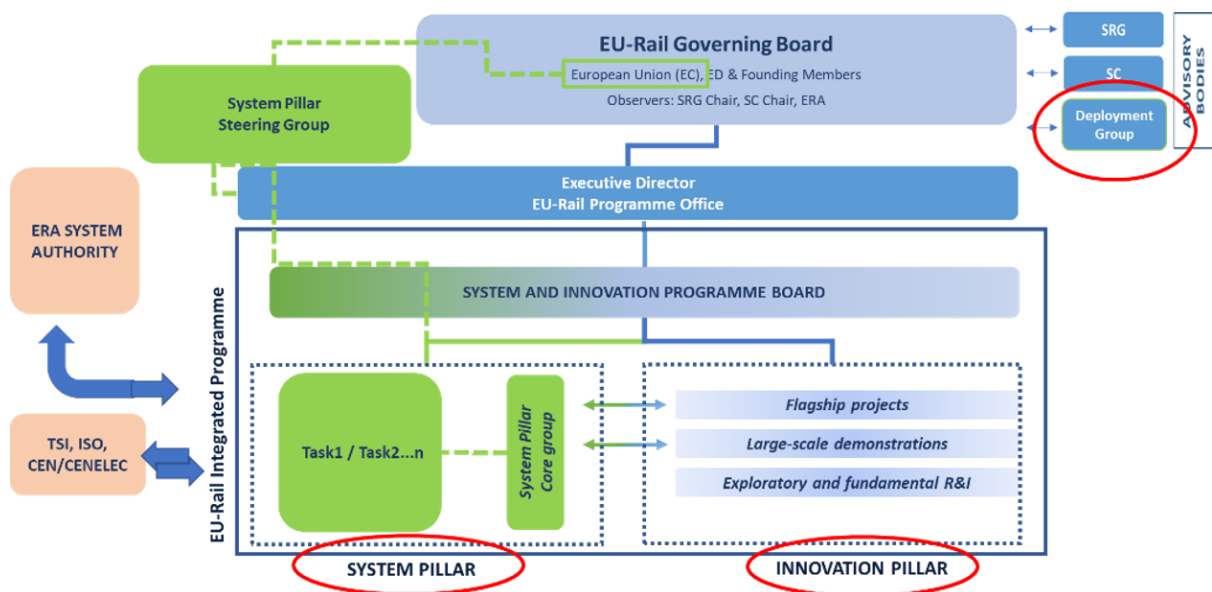 EU-Rail Governing Board
European Union (EC), ED & Founding Members
Observers: SRG Chair, SC Chair, ERA
SRG
SC
Deployment
Group
ADVISORY
BODIES
System Pillar
Steering Group
Executive Director
EU-Rail Programme Office
ERA SYSTEM
AUTHORITY
TSI, ISO,
CEN/CENELEC
EU-Rail Integrated Programme
SYSTEM AND INNOVATION PROGRAMME BOARD
Task1 / Task2...n
System Pillar
Core group
Flagship projects
Large-scale demonstrations
Exploratory and fundamental R&I
SYSTEM PILLAR
INNOVATION PILLAR